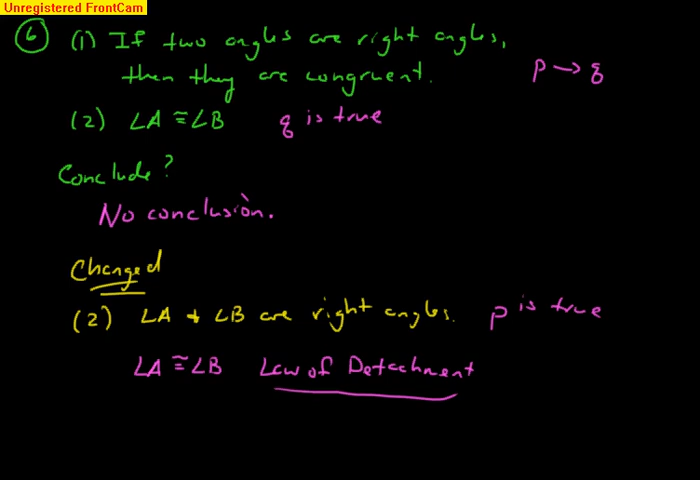 Unregistered FrontCam
6 (1) If two angles are right angles,
then they are congruent. p → q
(2) ∠A ≅ ∠B q is true
Conclude?
No conclusion.
Changed
(2) ∠A + ∠B are right angles. p is true
∠A ≅ ∠B Law of Detachment